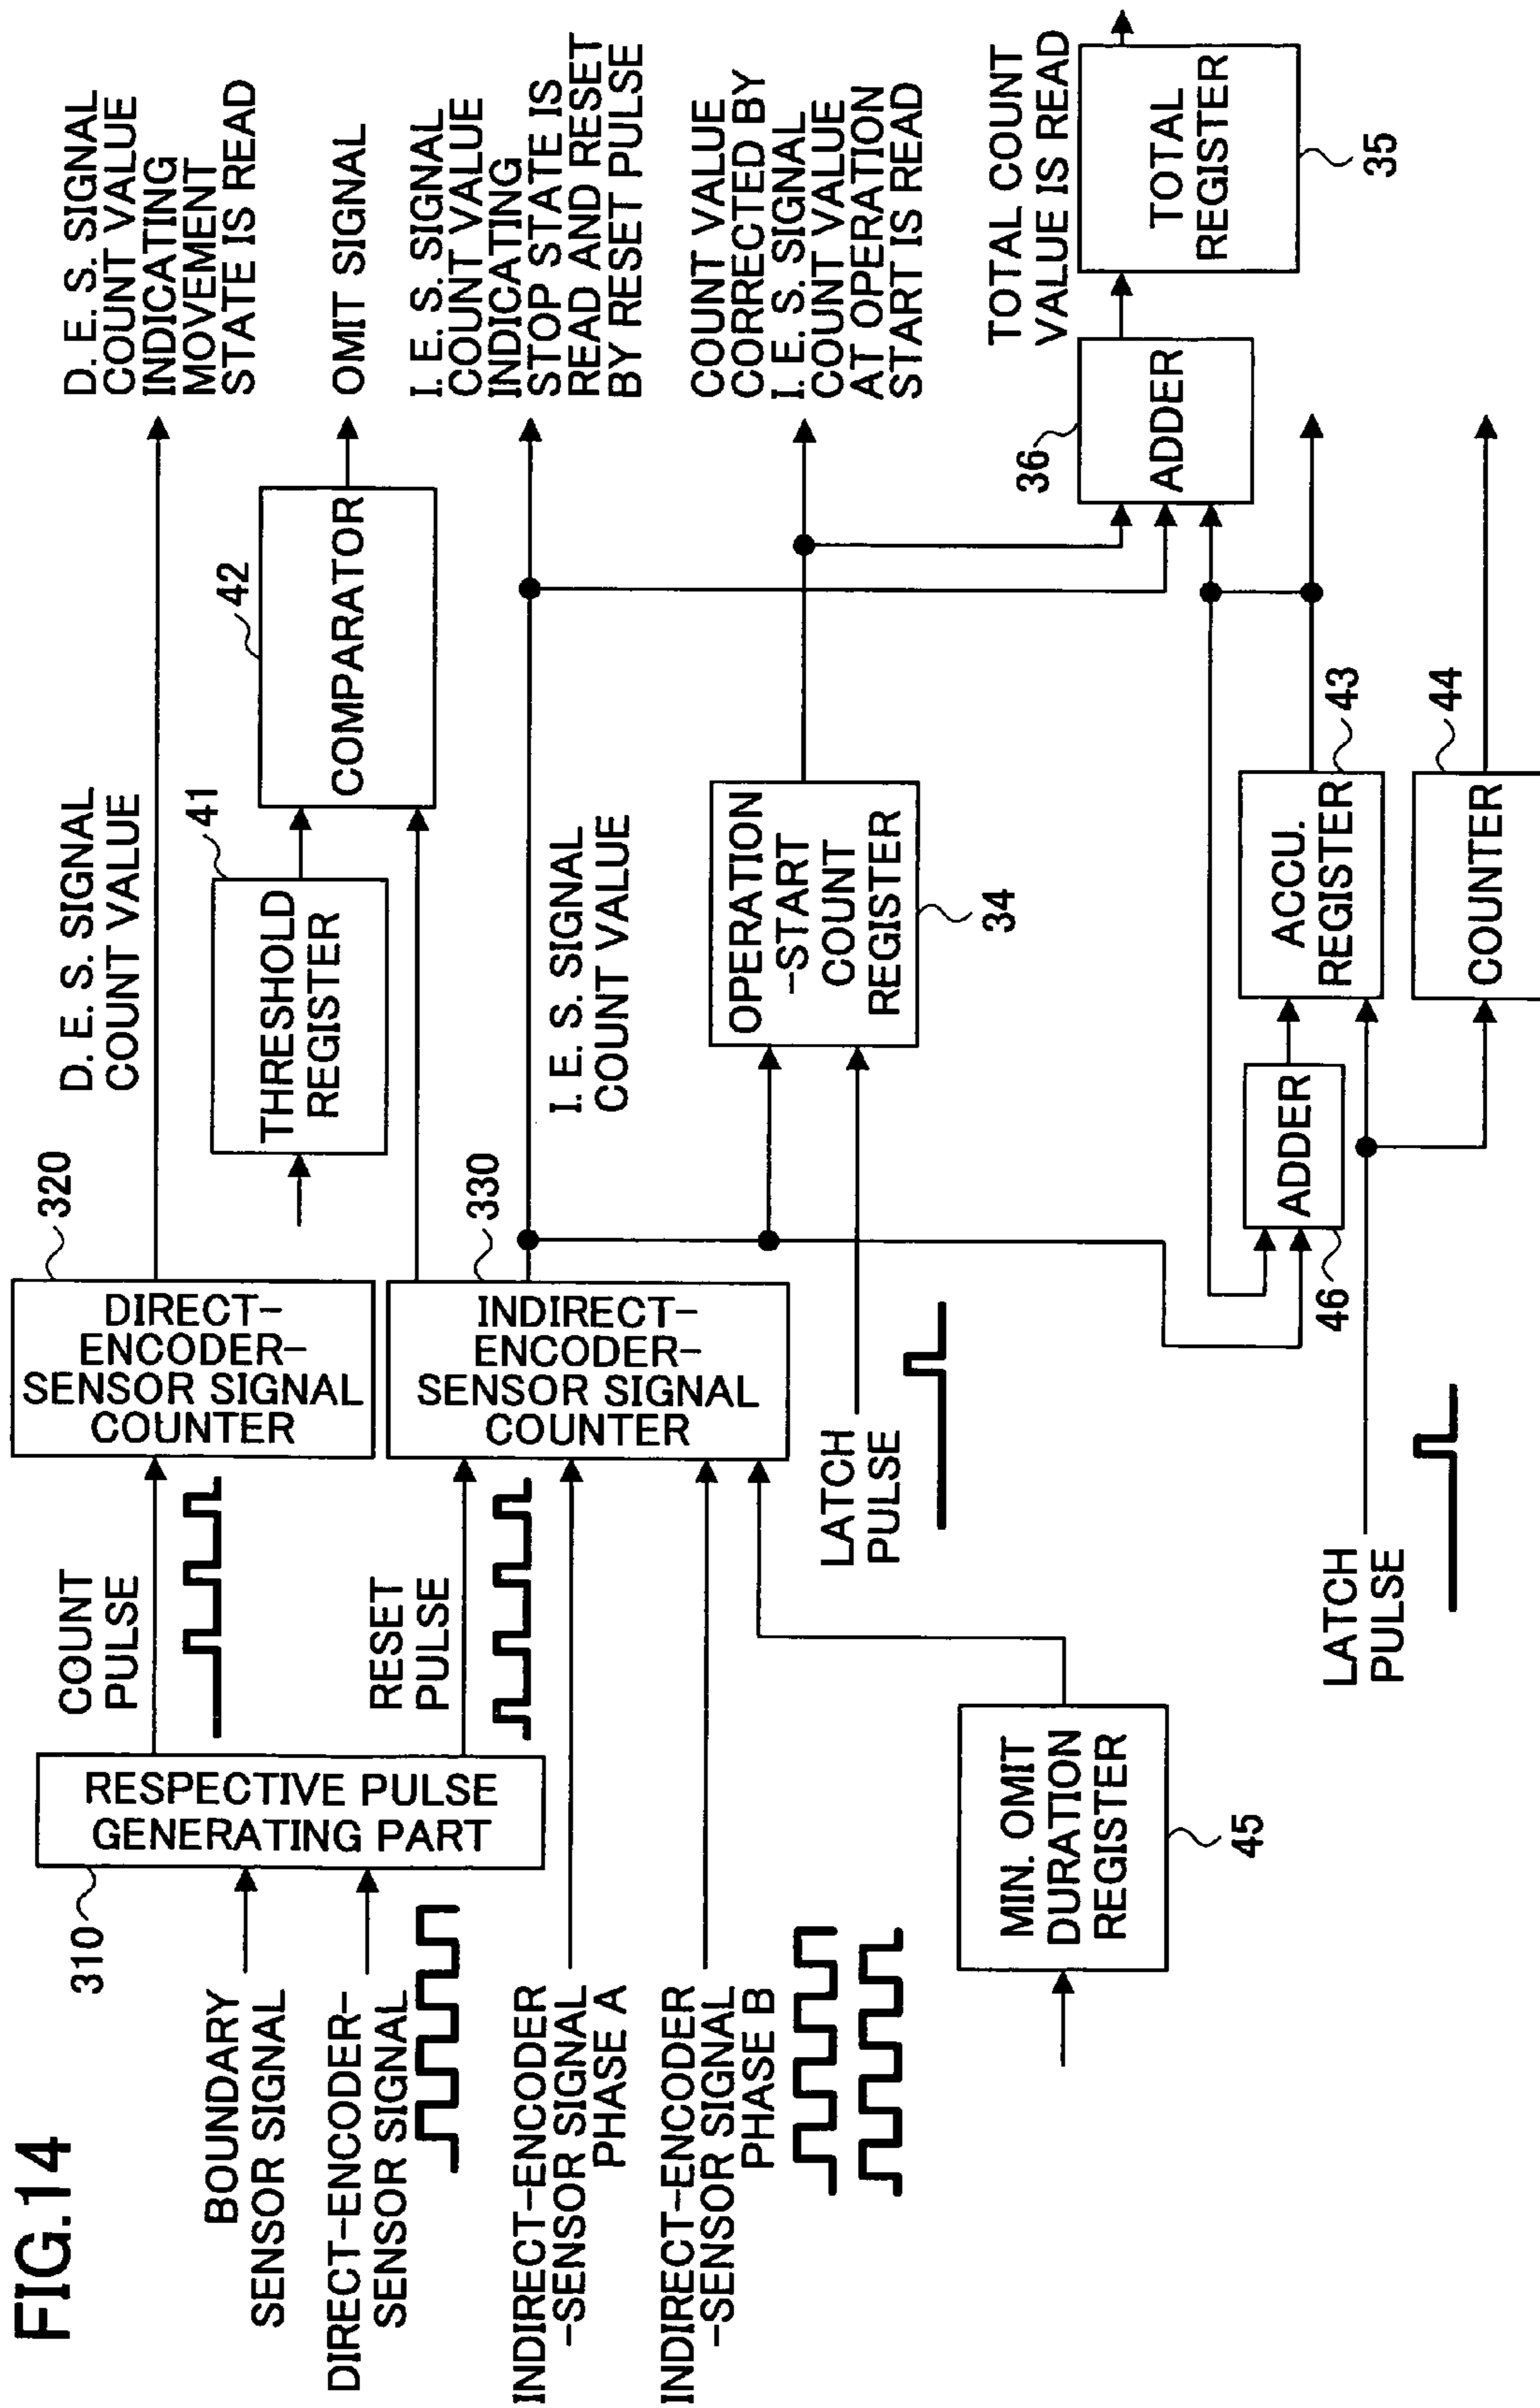 FIG.14
BOUNDARY
SENSOR SIGNAL
DIRECT-ENCODER-
SENSOR SIGNAL
INDIRECT-ENCODER
-SENSOR SIGNAL
PHASE A
INDIRECT-ENCODER
-SENSOR SIGNAL
PHASE B
310
RESPECTIVE PULSE
GENERATING PART
COUNT
PULSE
RESET
PULSE
MIN. OMIT
DURATION
REGISTER
45
320
DIRECT-
ENCODER-
SENSOR SIGNAL
COUNTER
330
INDIRECT-
ENCODER-
SENSOR SIGNAL
COUNTER
LATCH
PULSE
LATCH
PULSE
D. E. S. SIGNAL
COUNT VALUE
THRESHOLD
REGISTER
41
COMPARATOR
42
I. E. S. SIGNAL
COUNT VALUE
OPERATION
-START
COUNT
REGISTER
34
ADDER
46
ACCU.
REGISTER
43
COUNTER
44
ADDER
36
TOTAL
REGISTER
35
D. E. S. SIGNAL
COUNT VALUE
INDICATING
MOVEMENT
STATE IS READ
OMIT SIGNAL
I. E. S. SIGNAL
COUNT VALUE
INDICATING
STOP STATE IS
READ AND RESET
BY RESET PULSE
COUNT VALUE
CORRECTED BY
I. E. S. SIGNAL
COUNT VALUE
AT OPERATION
START IS READ
TOTAL COUNT
VALUE IS READ